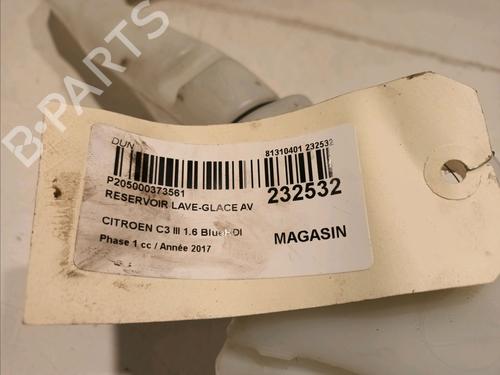 B-PARTS
DUN
81310401 232532
P205000373561
232532
RESERVOIR LAVE-GLACE AV
CITROEN C3 III 1.6 BlueHDI
MAGASIN
Phase 1 cc / Année 2017